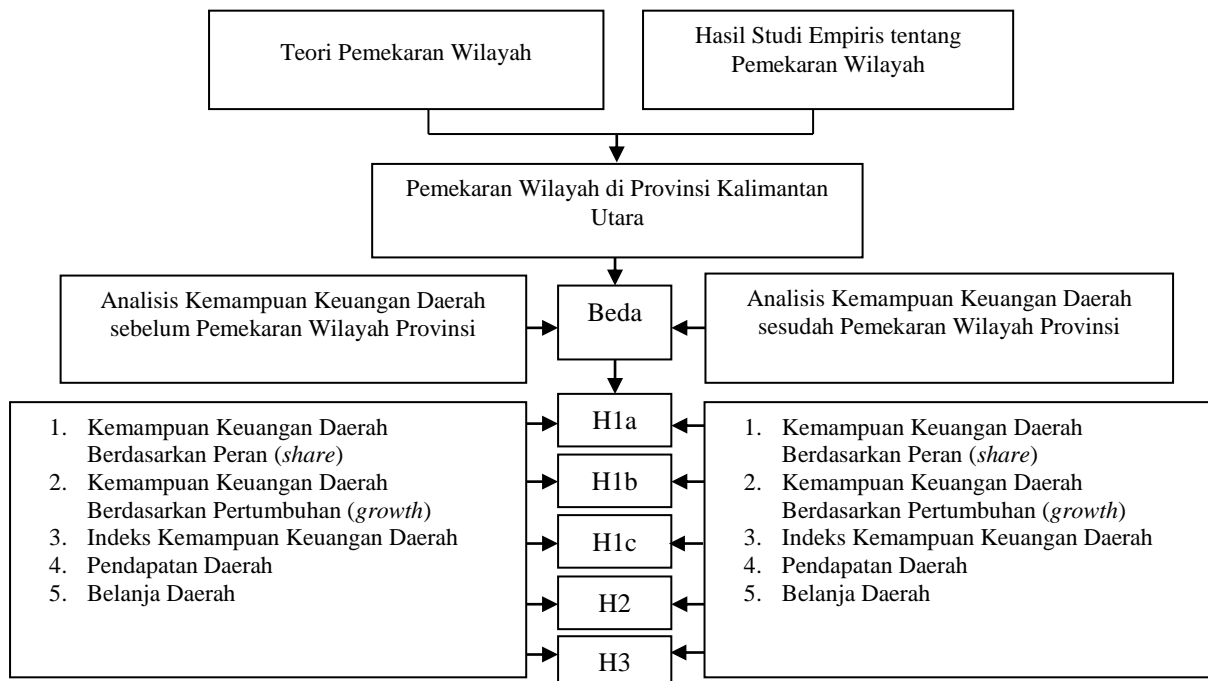 Teori Pemekaran Wilayah
Hasil Studi Empiris tentang
Pemekaran Wilayah
Pemekaran Wilayah di Provinsi Kalimantan
Utara
Analisis Kemampuan Keuangan Daerah
sebelum Pemekaran Wilayah Provinsi
Beda
Analisis Kemampuan Keuangan Daerah
sesudah Pemekaran Wilayah Provinsi
1. Kemampuan Keuangan Daerah
Berdasarkan Peran (share)
2. Kemampuan Keuangan Daerah
Berdasarkan Pertumbuhan (growth)
3. Indeks Kemampuan Keuangan Daerah
4. Pendapatan Daerah
5. Belanja Daerah
H1a
H1b
H1c
H2
H3
1. Kemampuan Keuangan Daerah
Berdasarkan Peran (share)
2. Kemampuan Keuangan Daerah
Berdasarkan Pertumbuhan (growth)
3. Indeks Kemampuan Keuangan Daerah
4. Pendapatan Daerah
5. Belanja Daerah